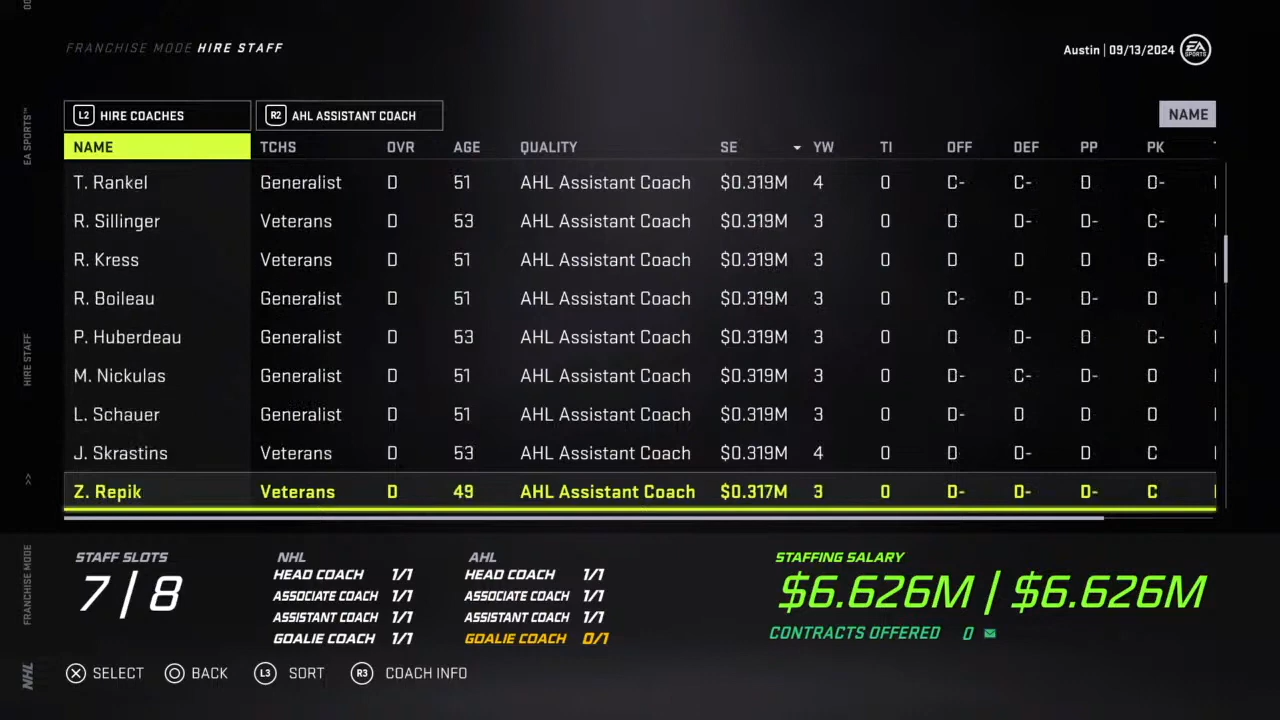 FRANCHISE MODE HIRE STAFF
Austin | 09/13/2024 EA SPORTS
L2 HIRE COACHES R2 AHL ASSISTANT COACH NAME
NAME TCHS OVR AGE QUALITY SE YW TI OFF DEF PP PK
T. Rankel Generalist D 51 AHL Assistant Coach $0.319M 4 0 C- C- D D-
R. Sillinger Veterans D 53 AHL Assistant Coach $0.319M 3 0 D D- D- C-
R. Kress Veterans D 51 AHL Assistant Coach $0.319M 3 0 D D D B-
R. Boileau Generalist D 51 AHL Assistant Coach $0.319M 3 0 C- D- D- D
P. Huberdeau Generalist D 53 AHL Assistant Coach $0.319M 3 0 D D- D C-
M. Nickulas Generalist D 51 AHL Assistant Coach $0.319M 3 0 D- C- D- D
L. Schauer Generalist D 51 AHL Assistant Coach $0.319M 3 0 D- D D D
J. Skrastins Veterans D 53 AHL Assistant Coach $0.319M 4 0 D- D- D C
Z. Repik Veterans D 49 AHL Assistant Coach $0.317M 3 0 D- D- D- C
STAFF SLOTS NHL AHL STAFFING SALARY
7 / 8 HEAD COACH 1/1 HEAD COACH 1/1 $6.626M | $6.626M
ASSOCIATE COACH 1/1 ASSOCIATE COACH 1/1
ASSISTANT COACH 1/1 ASSISTANT COACH 1/1
GOALIE COACH 1/1 GOALIE COACH 0/1 CONTRACTS OFFERED 0
SELECT BACK L3 SORT R3 COACH INFO
EA SPORTS™
HIRE STAFF
>>
FRANCHISE MODE
NHL